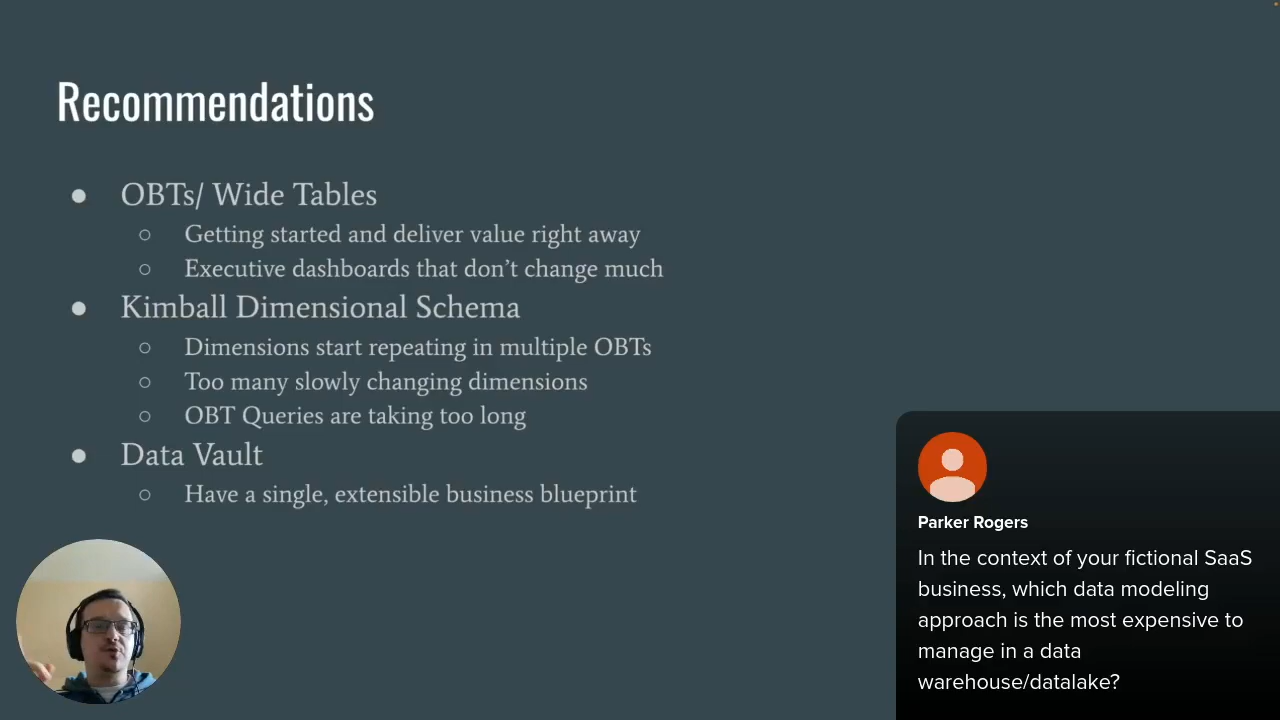 Recommendations
● OBTs/ Wide Tables
○ Getting started and deliver value right away
○ Executive dashboards that don’t change much
● Kimball Dimensional Schema
○ Dimensions start repeating in multiple OBTs
○ Too many slowly changing dimensions
○ OBT Queries are taking too long
● Data Vault
○ Have a single, extensible business blueprint
Parker Rogers
In the context of your fictional SaaS
business, which data modeling
approach is the most expensive to
manage in a data
warehouse/datalake?